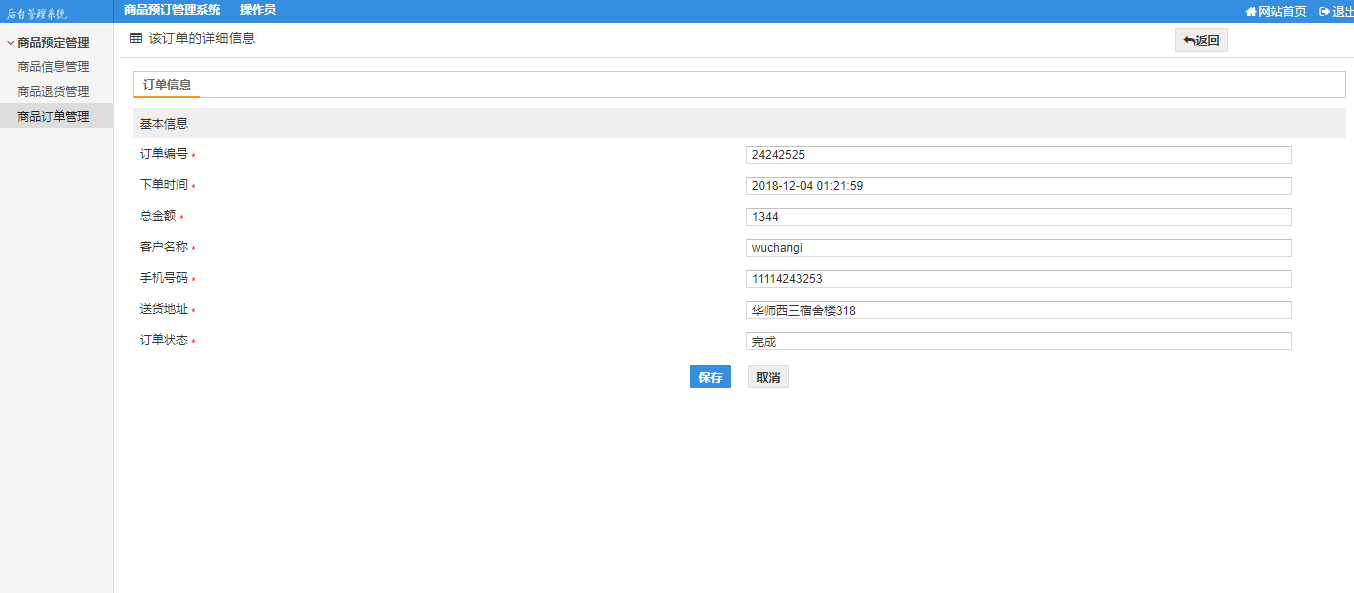 后台管理系统 商品预订管理系统 操作员 网站首页 退出
商品预定管理
商品信息管理
商品退货管理
商品订单管理
该订单的详细信息 返回
订单信息
基本信息
订单编号 * 24242525
下单时间 * 2018-12-04 01:21:59
总金额 * 1344
客户名称 * wuchangi
手机号码 * 11114243253
送货地址 * 华师西三宿舍楼318
订单状态 * 完成
保存 取消